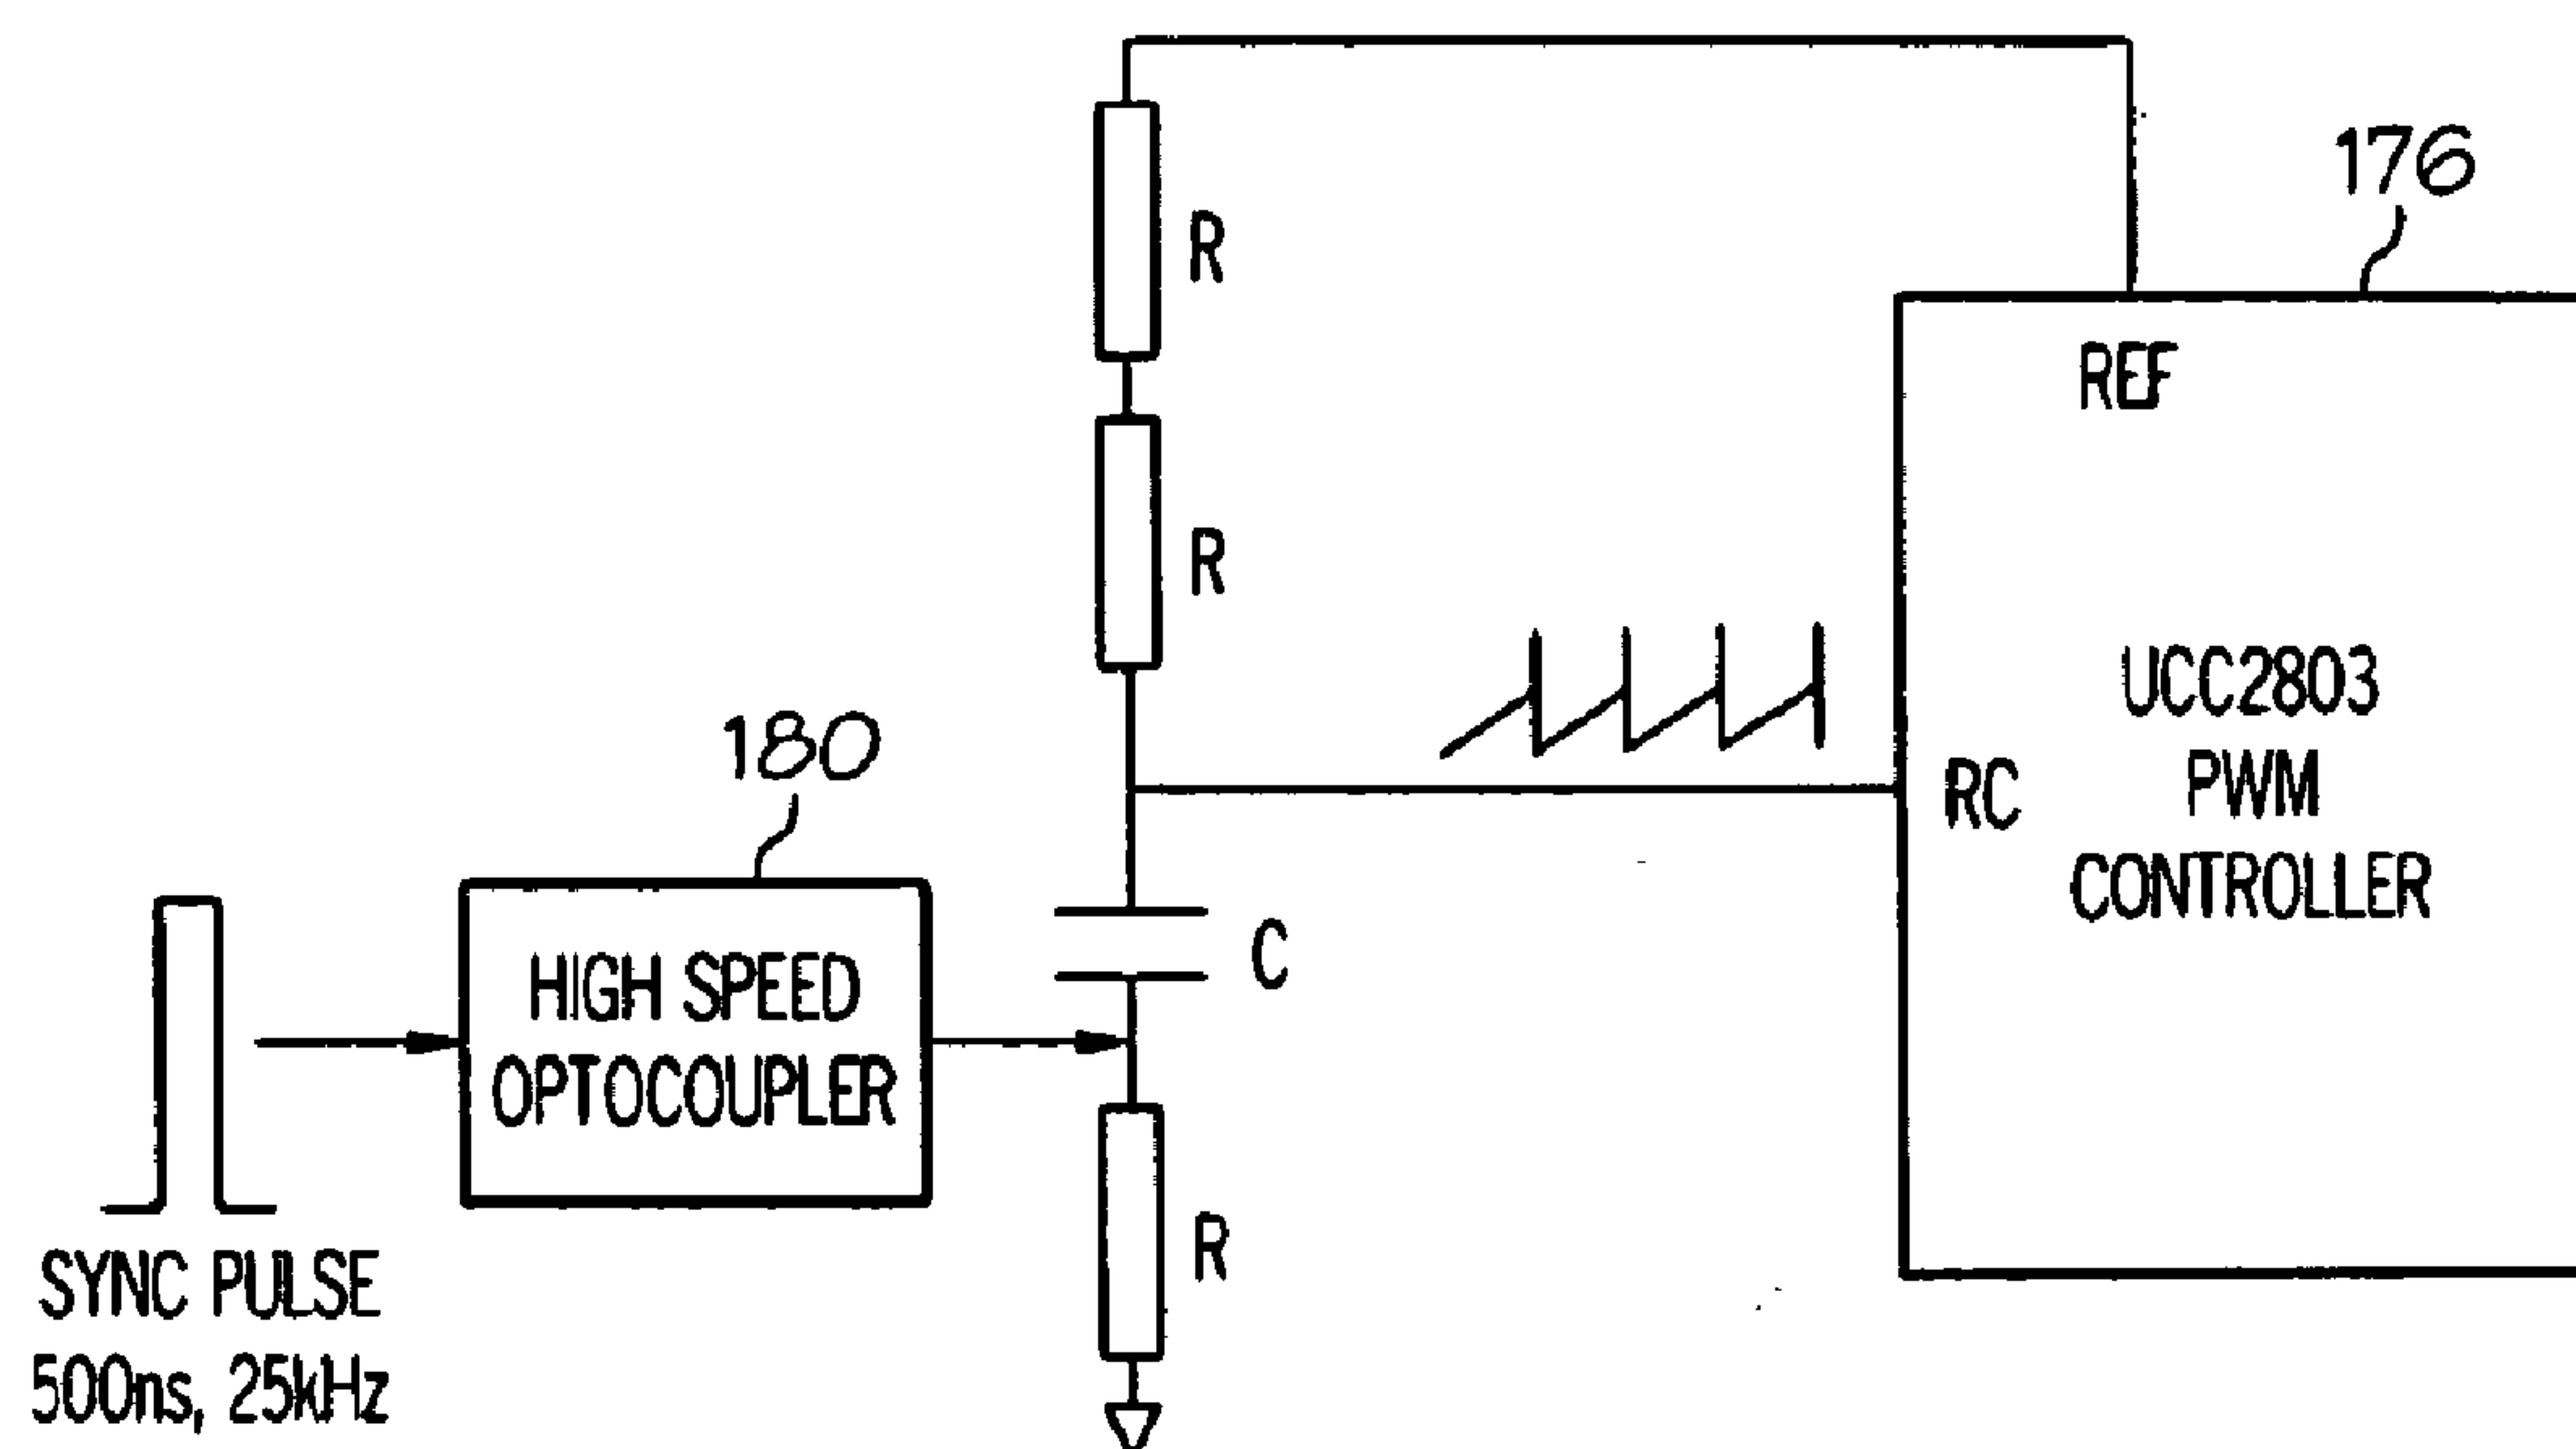 R
176
REF
R
180
UCC2803
PWM
CONTROLLER
RC
HIGH SPEED
OPTOCOUPLER
C
R
SYNC PULSE
500ns, 25kHz